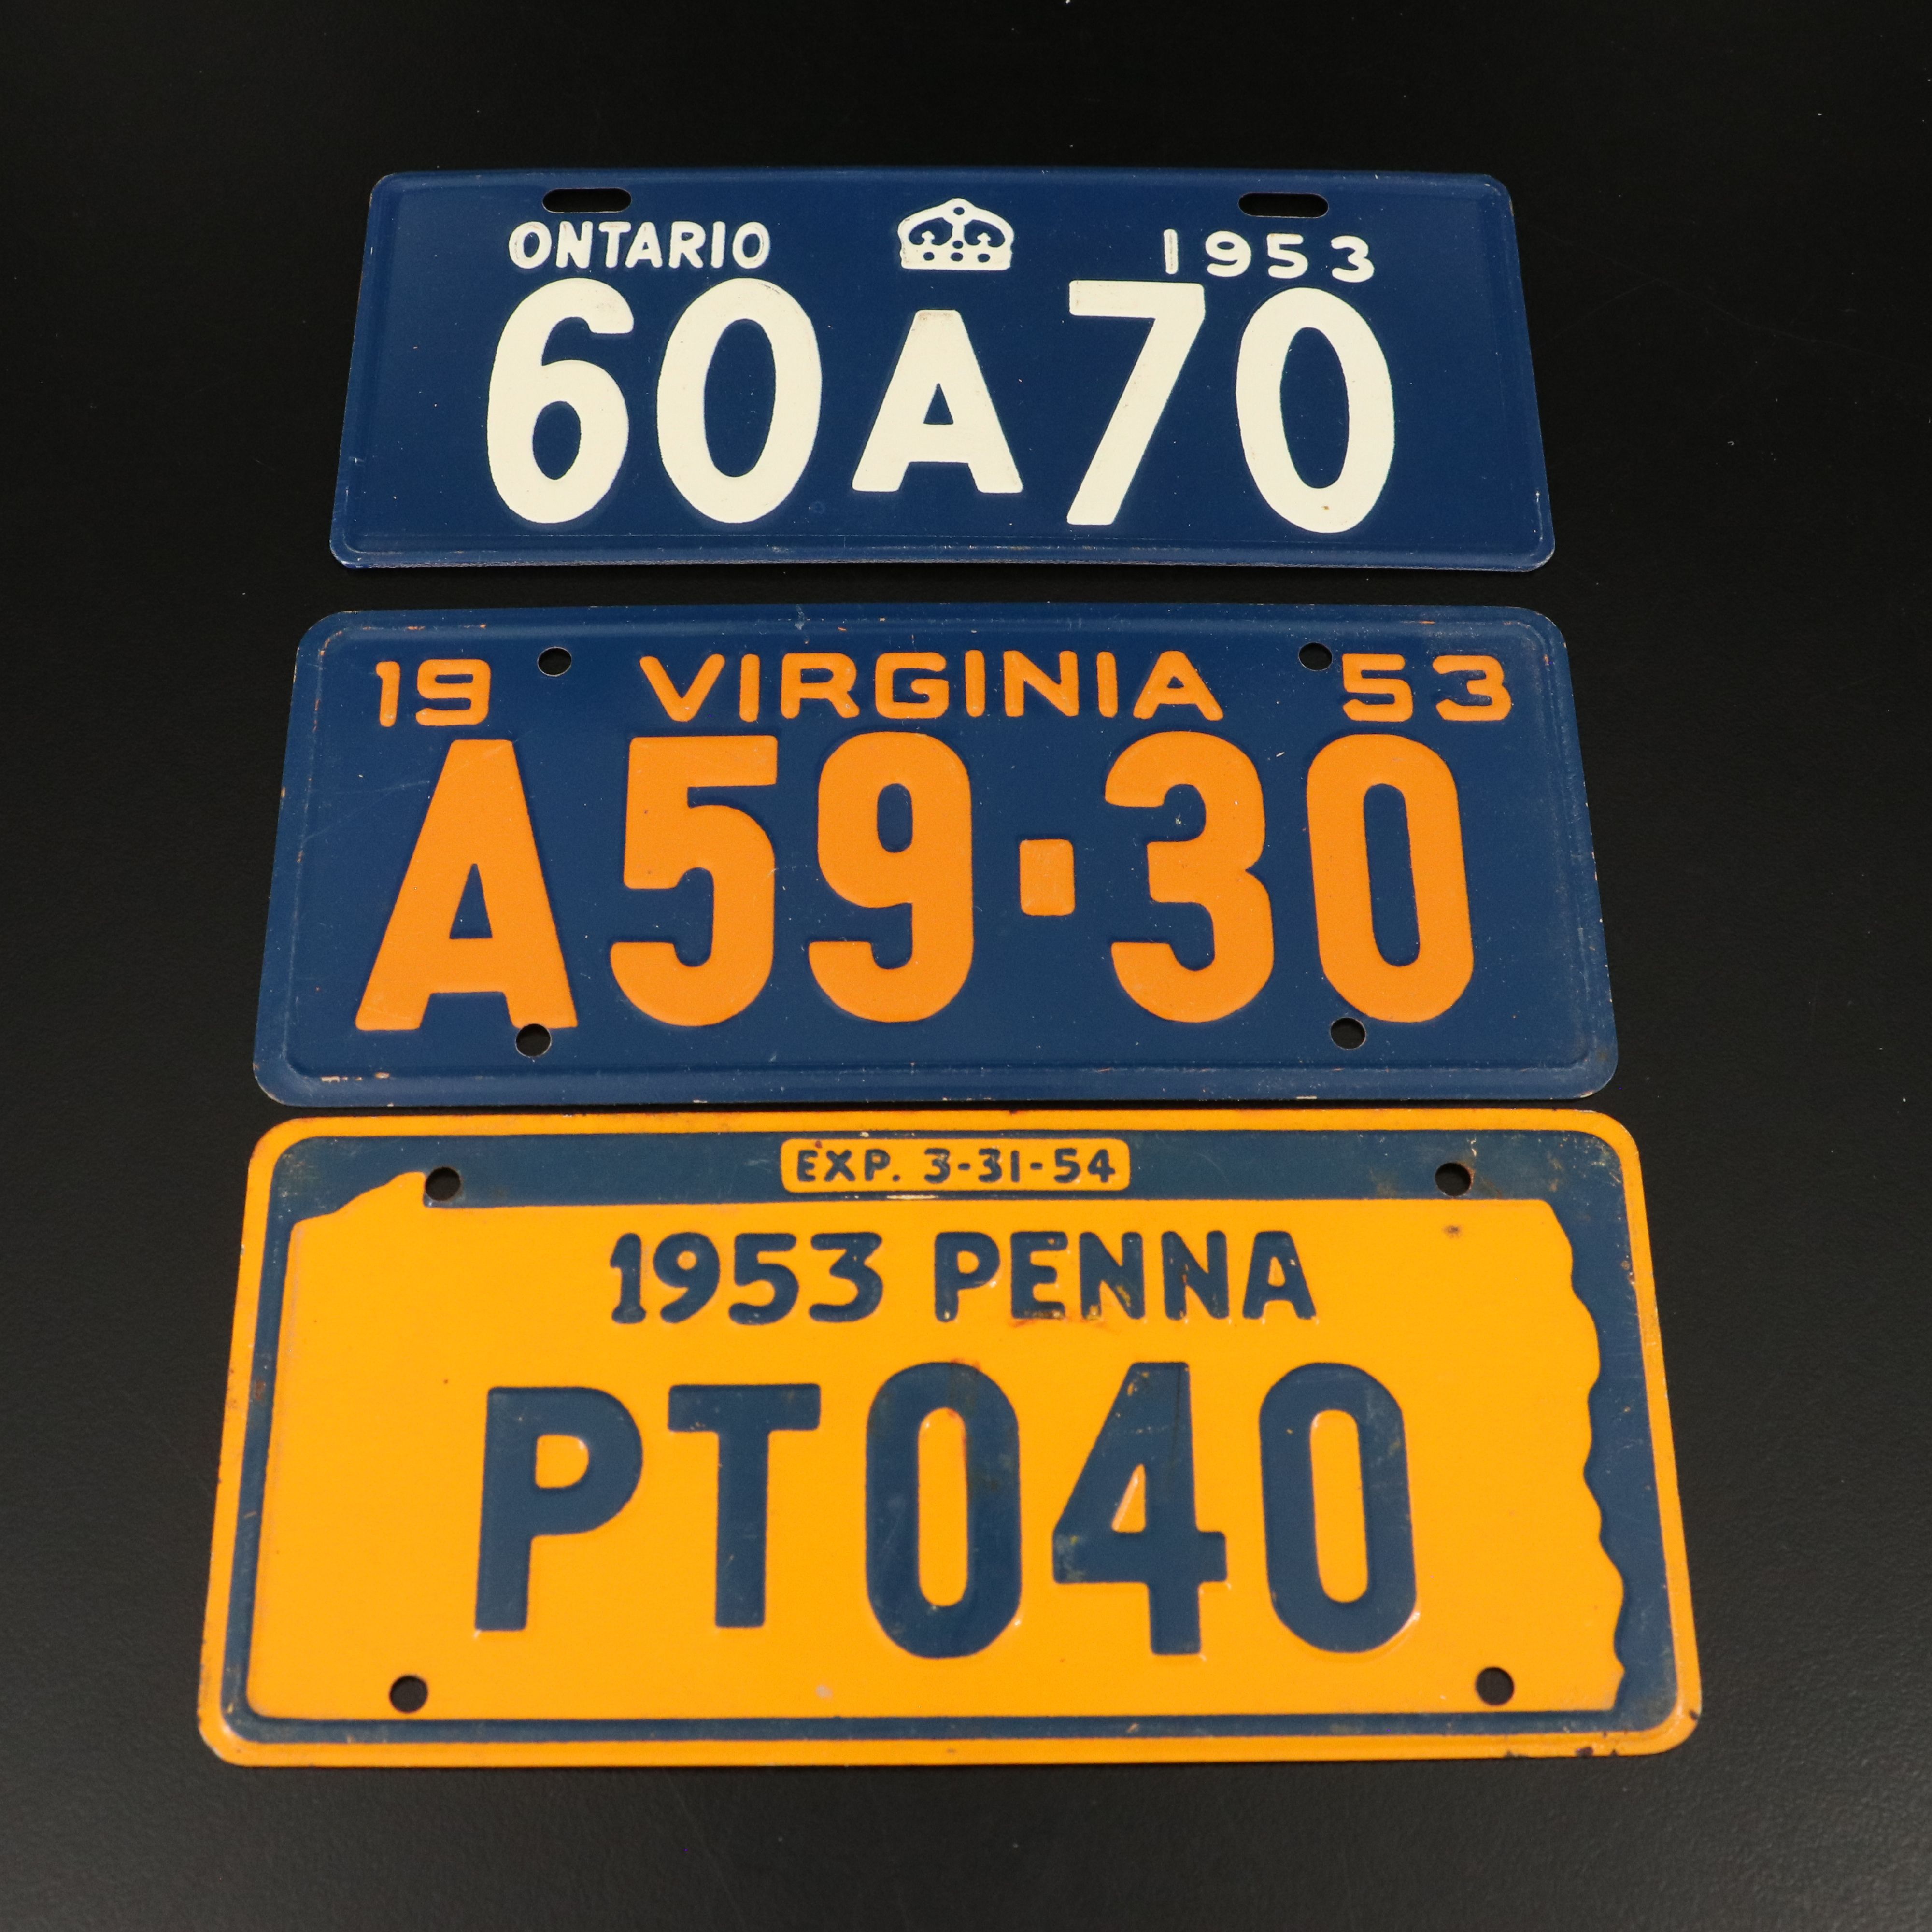 ONTARIO 1953
60A70
19 VIRGINIA 53
A59·30
EXP. 3-31-54
1953 PENNA
PT040